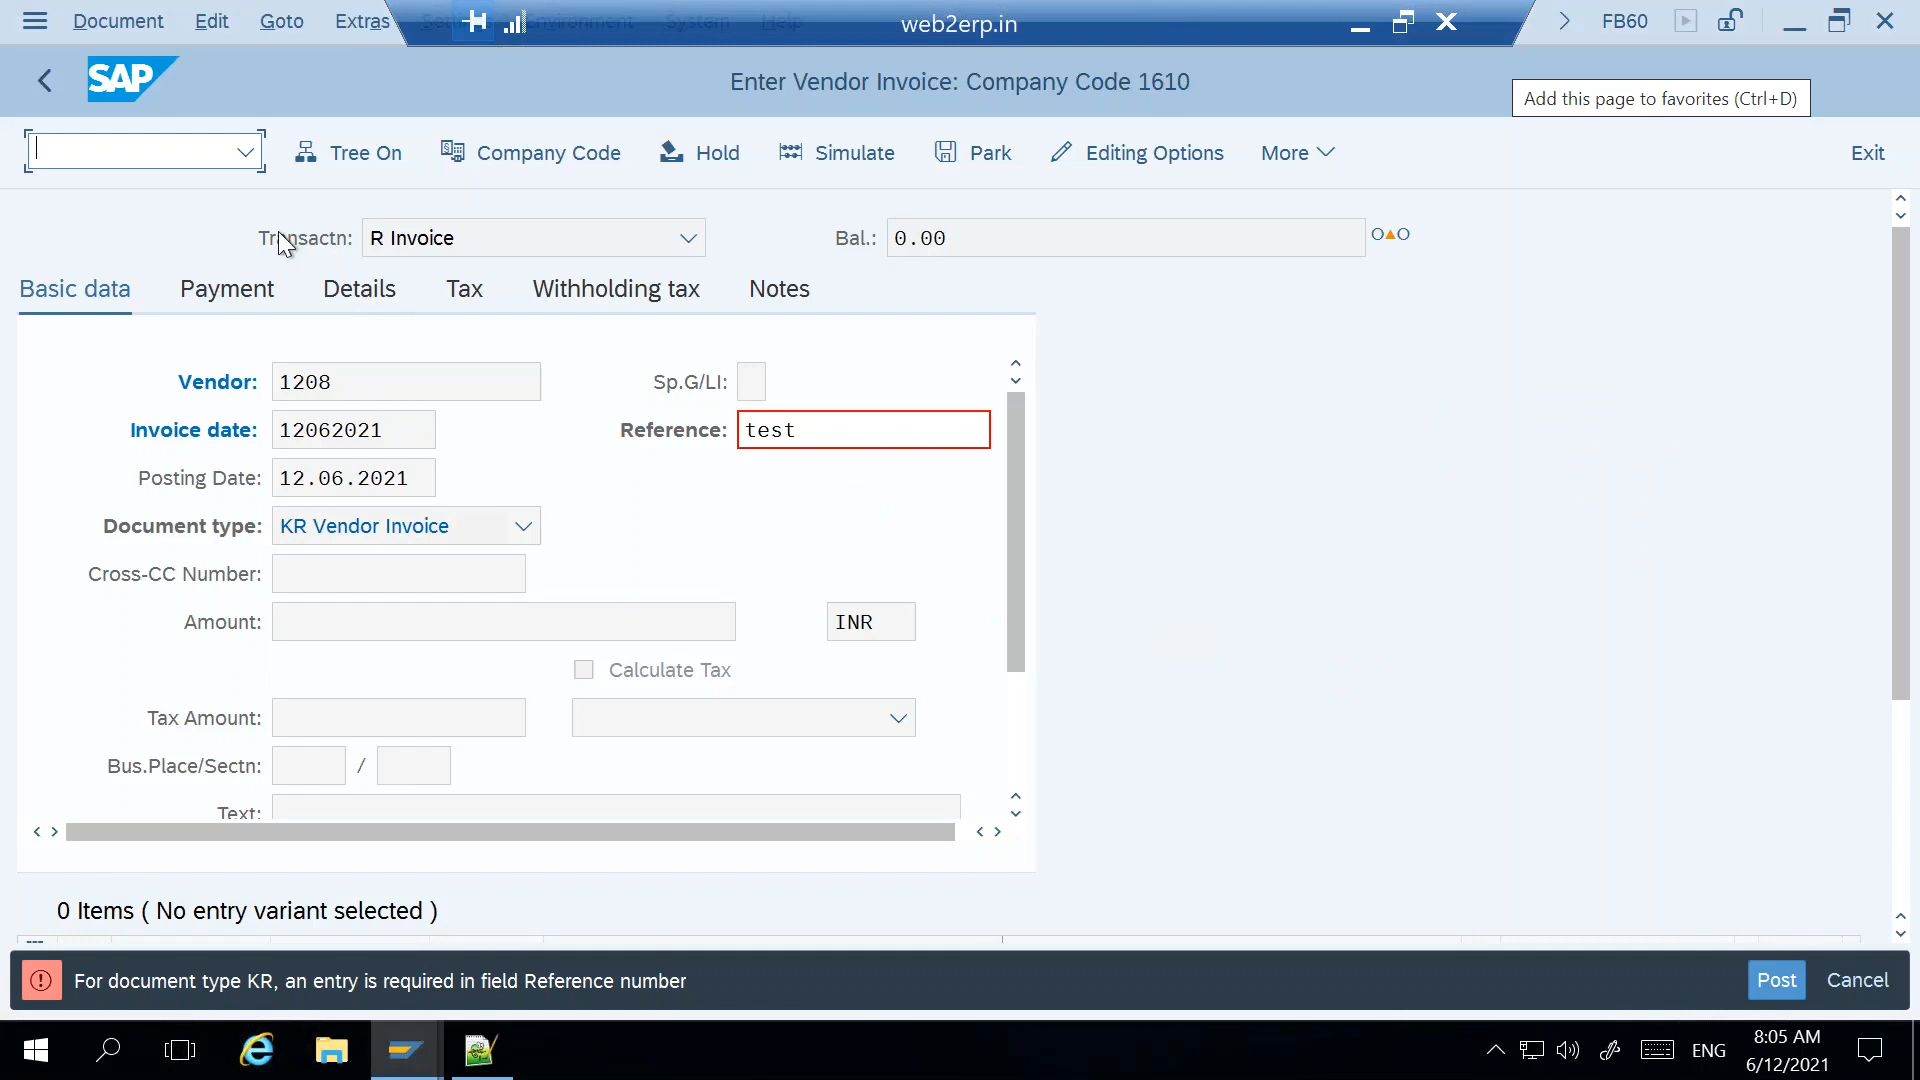 Document Edit Goto Extras Settings Environment System Help web2erp.in FB60
SAP Enter Vendor Invoice: Company Code 1610
Add this page to favorites (Ctrl+D)
Tree On Company Code Hold Simulate Park Editing Options More Exit
Transactn: R Invoice Bal.: 0.00
Basic data Payment Details Tax Withholding tax Notes
Vendor: 1208 Sp.G/LI:
Invoice date: 12062021 Reference: test
Posting Date: 12.06.2021
Document type: KR Vendor Invoice
Cross-CC Number:
Amount: INR
Calculate Tax
Tax Amount:
Bus.Place/Sectn: /
Text:
0 Items ( No entry variant selected )
For document type KR, an entry is required in field Reference number Post Cancel
ENG 8:05 AM
6/12/2021